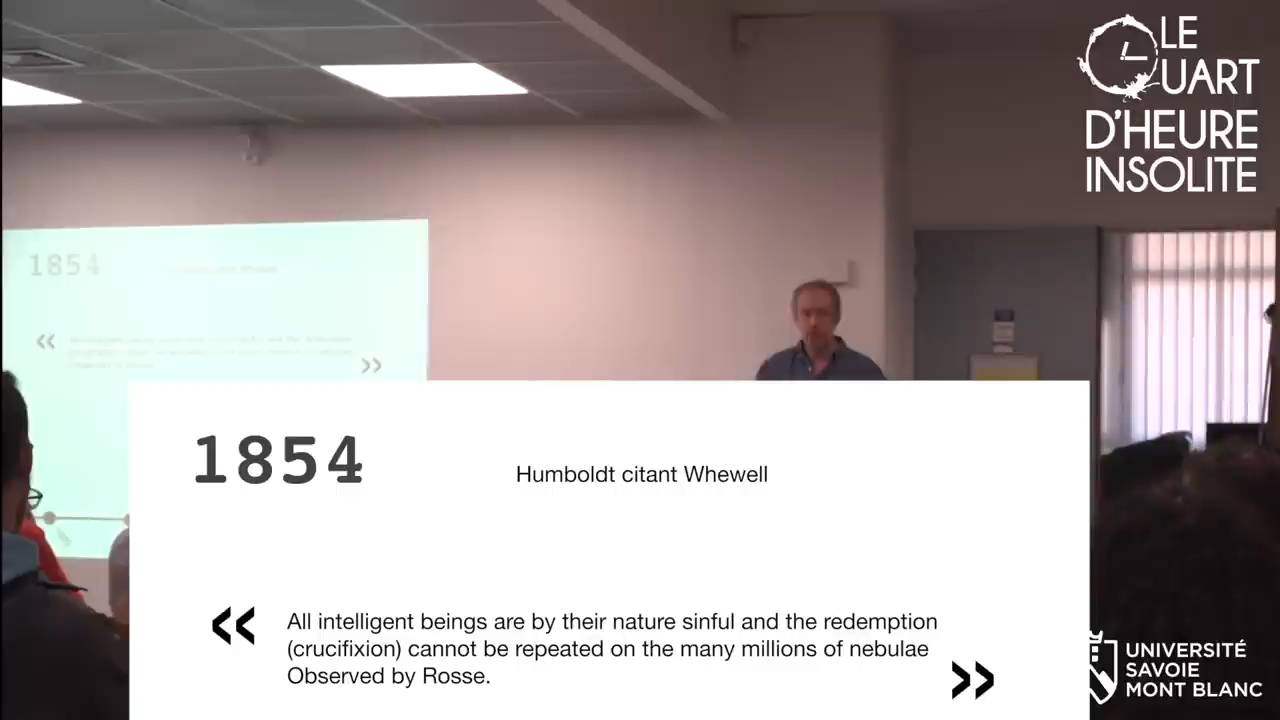 LE
QUART
D'HEURE
INSOLITE
1854
1854
Humboldt citant Whewell
« All intelligent beings are by their nature sinful and the redemption
(crucifixion) cannot be repeated on the many millions of nebulae
Observed by Rosse. »
UNIVERSITÉ
SAVOIE
MONT BLANC